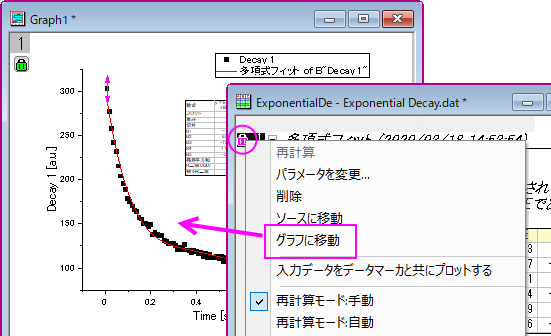 Graph1 *
1
Decay 1
多項式フィット of B"Decay 1"
300
250
200
150
100
Decay 1 [a.u.]
0
0.2
0.4
Time [s
ExponentialDe - Exponential Decay.dat *
多項式フィット (2020/03/18 14:53:54)
再計算
パラメータを変更...
削除
ソースに移動
グラフに移動
入力データをデータマーカと共にプロットする
再計算モード:手動
再計算モード:自動